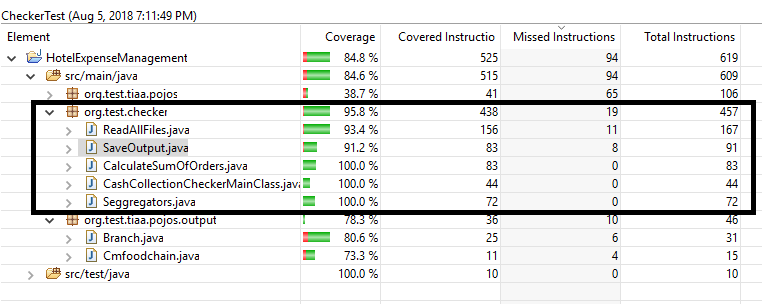 CheckerTest (Aug 5, 2018 7:11:49 PM)
Element Coverage Covered Instructio Missed Instructions Total Instructions
HotelExpenseManagement 84.8 % 525 94 619
src/main/java 84.6 % 515 94 609
org.test.tiaa.pojos 38.7 % 41 65 106
org.test.checker 95.8 % 438 19 457
ReadAllFiles.java 93.4 % 156 11 167
SaveOutput.java 91.2 % 83 8 91
CalculateSumOfOrders.java 100.0 % 83 0 83
CashCollectionCheckerMainClass.java 100.0 % 44 0 44
Seggregators.java 100.0 % 72 0 72
org.test.tiaa.pojos.output 78.3 % 36 10 46
Branch.java 80.6 % 25 6 31
Cmfoodchain.java 73.3 % 11 4 15
src/test/java 100.0 % 10 0 10